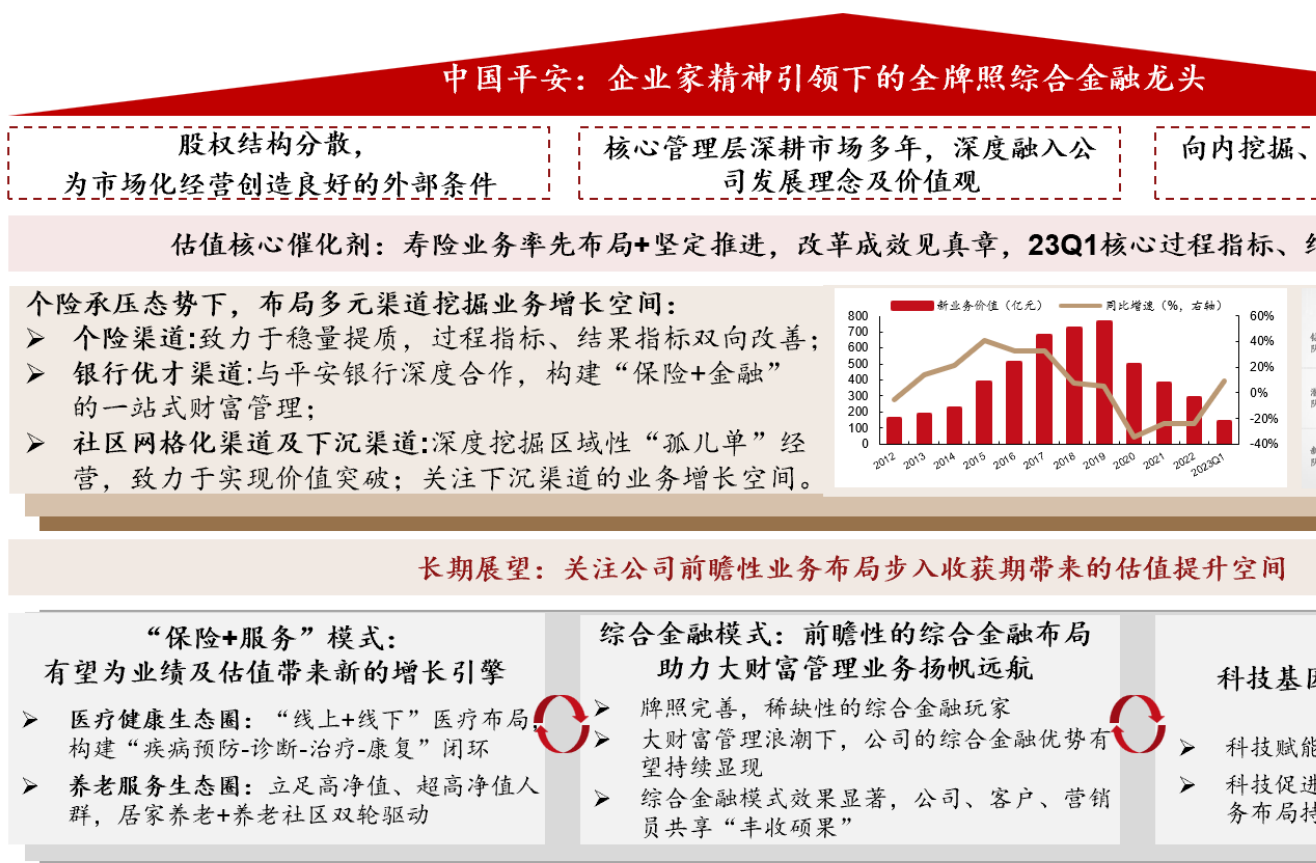 中国平安：企业家精神引领下的全牌照综合金融龙头
股权结构分散，
为市场化经营创造良好的外部条件
核心管理层深耕市场多年，深度融入公
司发展理念及价值观
向内挖掘、
估值核心催化剂：寿险业务率先布局+坚定推进，改革成效见真章，23Q1核心过程指标、
个险承压态势下，布局多元渠道挖掘业务增长空间：
➢ 个险渠道:致力于稳量提质，过程指标、结果指标双向改善；
➢ 银行优才渠道:与平安银行深度合作，构建“保险+金融”
的一站式财富管理；
➢ 社区网格化渠道及下沉渠道:深度挖掘区域性“孤儿单”经
营，致力于实现价值突破；关注下沉渠道的业务增长空间。
新业务价值（亿元） 同比增速（%，右轴）
800
700
600
500
400
300
200
100
0
60%
40%
20%
0%
-20%
-40%
2012 2013 2014 2015 2016 2017 2018 2019 2020 2021 2022 2023Q1
长期展望：关注公司前瞻性业务布局步入收获期带来的估值提升空间
“保险+服务”模式：
有望为业绩及估值带来新的增长引擎
➢ 医疗健康生态圈：“线上+线下”医疗布局，
构建“疾病预防-诊断-治疗-康复”闭环
➢ 养老服务生态圈：立足高净值、超高净值人
群，居家养老+养老社区双轮驱动
综合金融模式：前瞻性的综合金融布局
助力大财富管理业务扬帆远航
➢ 牌照完善，稀缺性的综合金融玩家
➢ 大财富管理浪潮下，公司的综合金融优势有
望持续显现
➢ 综合金融模式效果显著，公司、客户、营销
员共享“丰收硕果”
科技基因
➢ 科技赋能
➢ 科技促进
务布局持